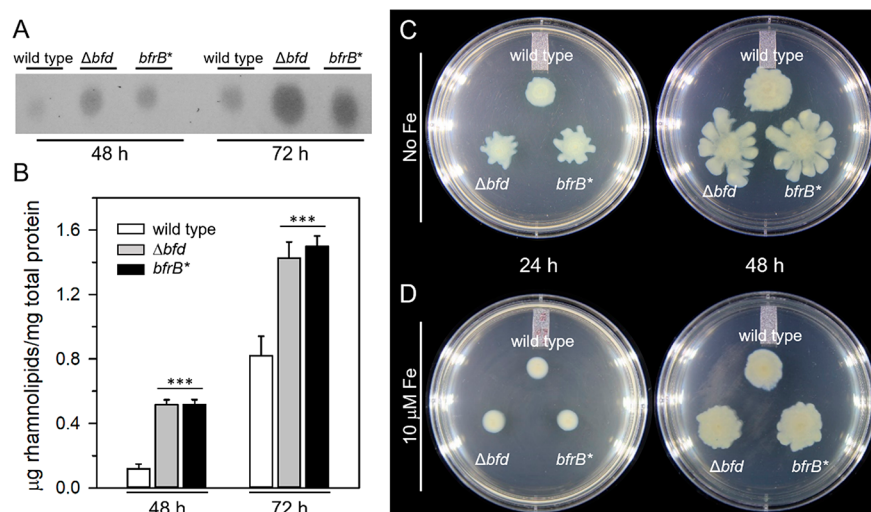 A
wild type Δbfd bfrB* wild type Δbfd bfrB*
48 h 72 h
B
μg rhamnolipids/mg total protein
1.6
1.2
0.8
0.4
0.0
wild type
Δbfd
bfrB*
***
***
48 h 72 h
C
No Fe
wild type
Δbfd bfrB*
wild type
Δbfd bfrB*
24 h 48 h
D
10 μM Fe
wild type
Δbfd bfrB*
wild type
Δbfd bfrB*